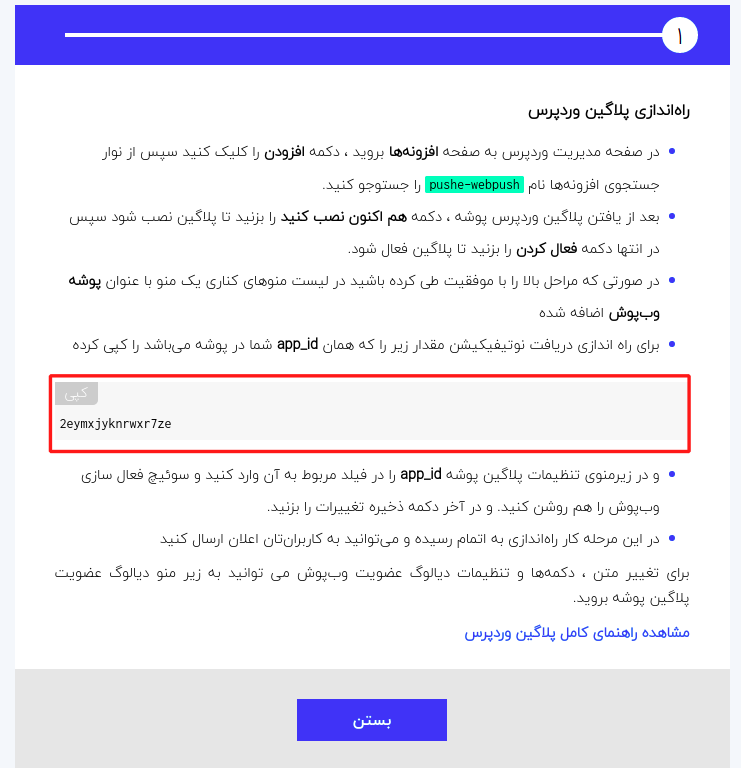 ۱
راه‌اندازی پلاگین وردپرس
در صفحه مدیریت وردپرس به صفحه افزونه‌ها بروید ، دکمه افزودن را کلیک کنید سپس از نوار
جستجوی افزونه‌ها نام pushe-webpush را جستوجو کنید.
بعد از یافتن پلاگین وردپرس پوشه ، دکمه هم اکنون نصب کنید را بزنید تا پلاگین نصب شود سپس
در انتها دکمه فعال کردن را بزنید تا پلاگین فعال شود.
در صورتی که مراحل بالا را با موفقیت طی کرده باشید در لیست منوهای کناری یک منو با عنوان پوشه
وب‌پوش اضافه شده
برای راه اندازی دریافت نوتیفیکیشن مقدار زیر را که همان app_id شما در پوشه می‌باشد را کپی کرده
کپی
2eymxjyknrwxr7ze
و در زیرمنوی تنظیمات پلاگین پوشه app_id را در فیلد مربوط به آن وارد کنید و سوئیچ فعال سازی
وب‌پوش را هم روشن کنید. و در آخر دکمه ذخیره تغییرات را بزنید.
در این مرحله کار راه‌اندازی به اتمام رسیده و می‌توانید به کاربران‌تان اعلان ارسال کنید
برای تغییر متن ، دکمه‌ها و تنظیمات دیالوگ عضویت وب‌پوش می توانید به زیر منو دیالوگ عضویت
پلاگین پوشه بروید.
مشاهده راهنمای کامل پلاگین وردپرس
بستن